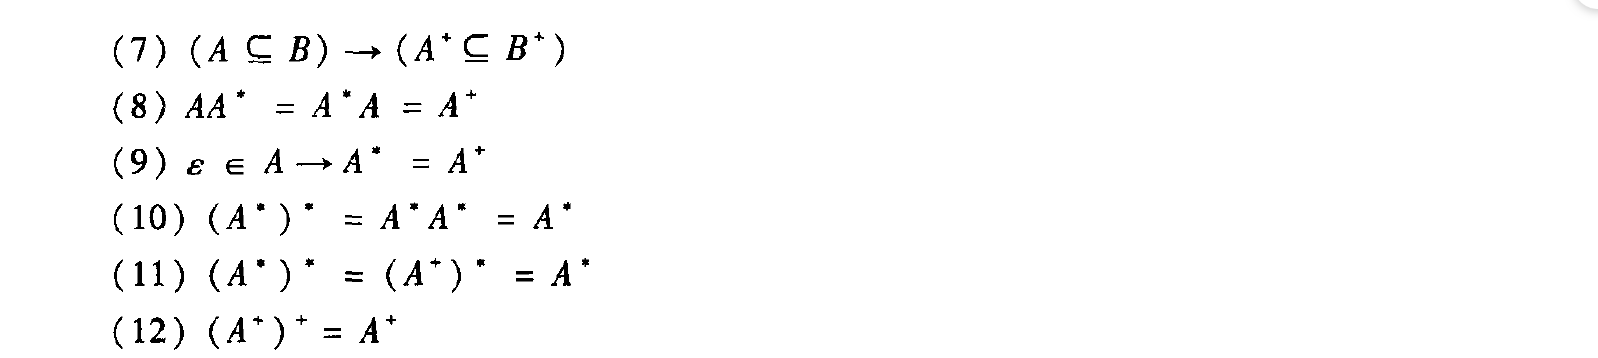 (7) (A ⊆ B) → (A⁺ ⊆ B⁺)
(8) AA* = A*A = A⁺
(9) ε ∈ A → A* = A⁺
(10) (A*)* = A*A* = A*
(11) (A*)* = (A⁺)* = A*
(12) (A⁺)⁺ = A⁺